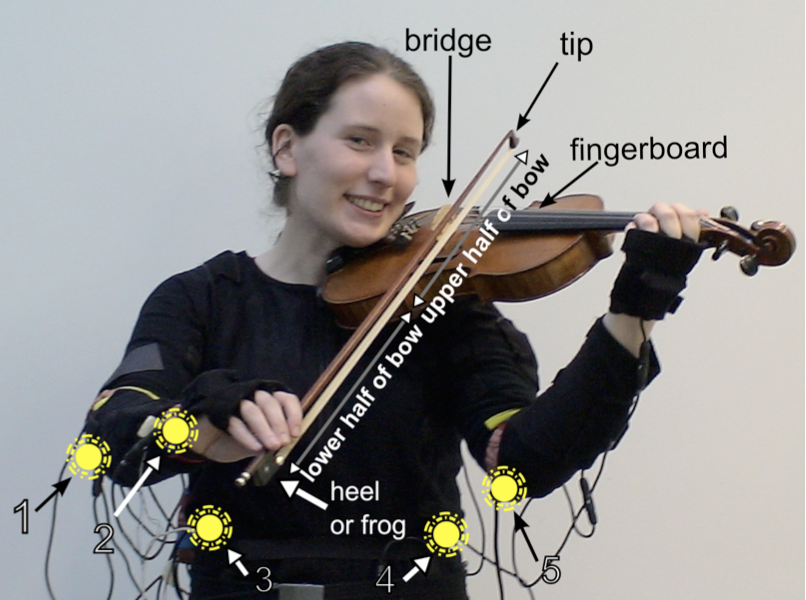 bridge
tip
fingerboard
upper half of bow
lower half of bow
heel
or frog
1
2
3
4
5